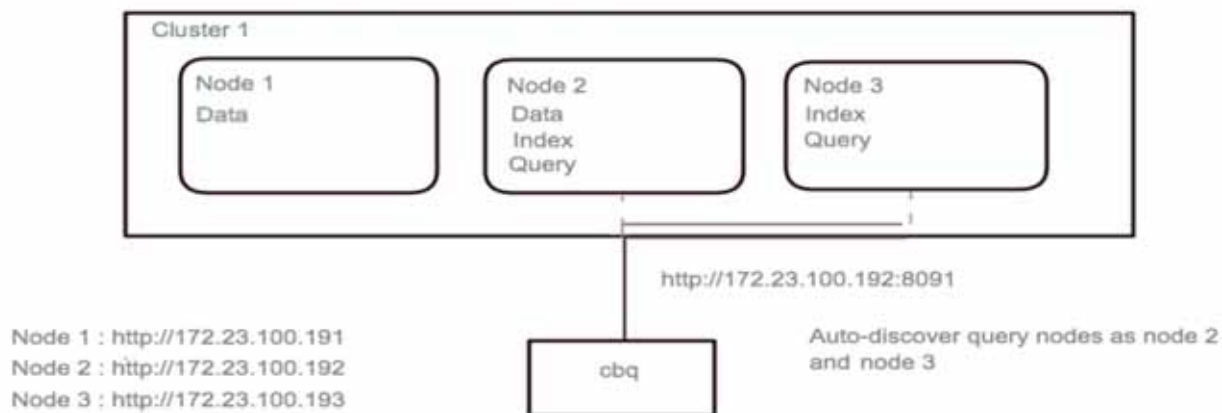 Cluster 1
Node 1
Data
Node 2
Data
Index
Query
Node 3
Index
Query
http://172.23.100.192:8091
Node 1 : http://172.23.100.191
Node 2 : http://172.23.100.192
Node 3 : http://172.23.100.193
cbq
Auto-discover query nodes as node 2
and node 3